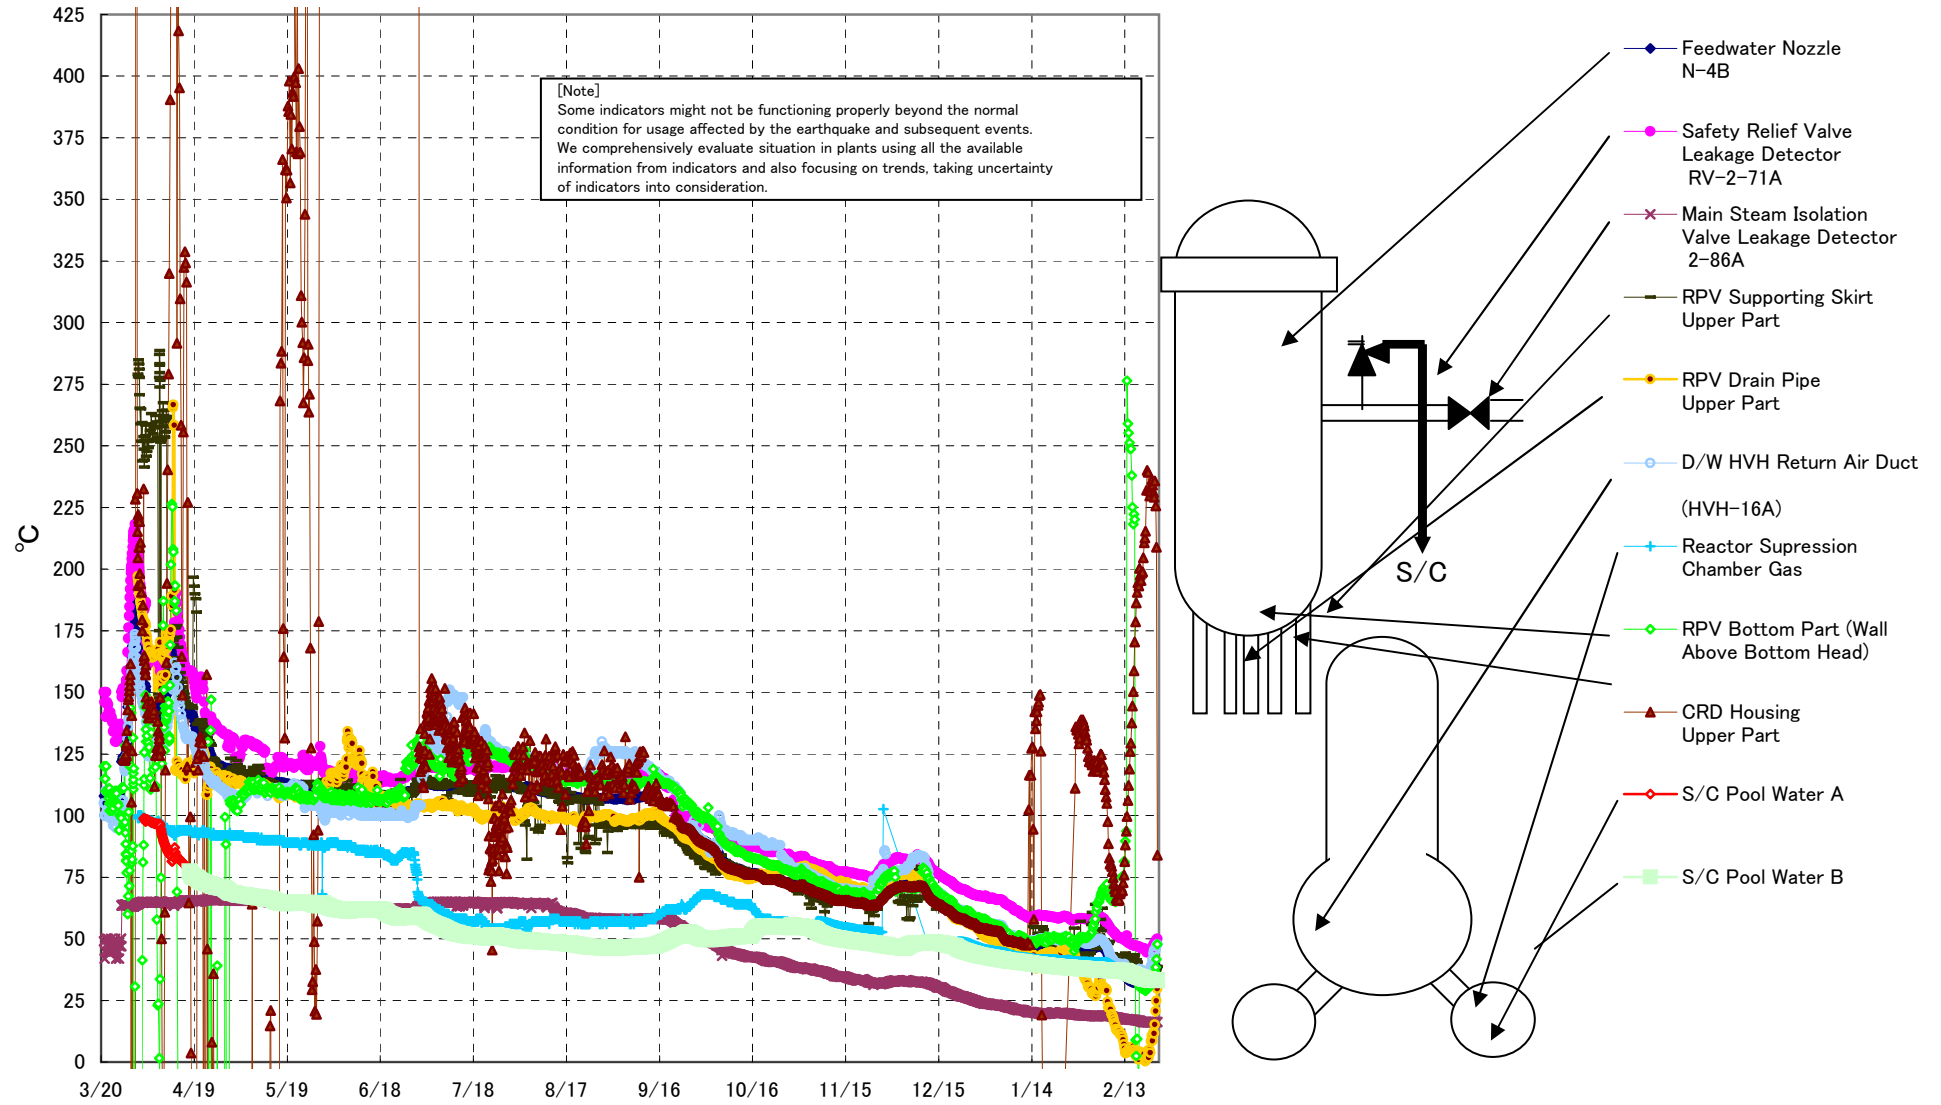 425
400
375
350
325
300
275
250
225
200
175
150
125
100
75
50
25
0
℃
3/20 4/19 5/19 6/18 7/18 8/17 9/16 10/16 11/15 12/15 1/14 2/13
[Note]
Some indicators might not be functioning properly beyond the normal
condition for usage affected by the earthquake and subsequent events.
We comprehensively evaluate situation in plants using all the available
information from indicators and also focusing on trends, taking uncertainty
of indicators into consideration.
S/C
Feedwater Nozzle
N-4B
Safety Relief Valve
Leakage Detector
RV-2-71A
Main Steam Isolation
Valve Leakage Detector
2-86A
RPV Supporting Skirt
Upper Part
RPV Drain Pipe
Upper Part
D/W HVH Return Air Duct
(HVH-16A)
Reactor Supression
Chamber Gas
RPV Bottom Part (Wall
Above Bottom Head)
CRD Housing
Upper Part
S/C Pool Water A
S/C Pool Water B